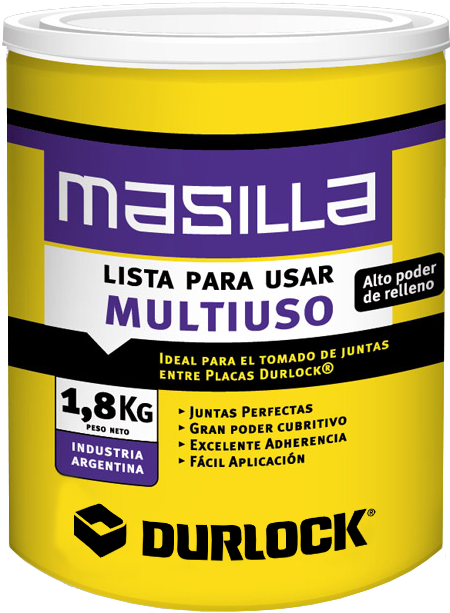 MASILLA
LISTA PARA USAR
MULTIUSO
Alto poder
de relleno
IDEAL PARA EL TOMADO DE JUNTAS
ENTRE PLACAS DURLOCK®
1,8KG
PESO NETO
INDUSTRIA
ARGENTINA
▸ JUNTAS PERFECTAS
▸ GRAN PODER CUBRITIVO
▸ EXCELENTE ADHERENCIA
▸ FÁCIL APLICACIÓN
DURLOCK®